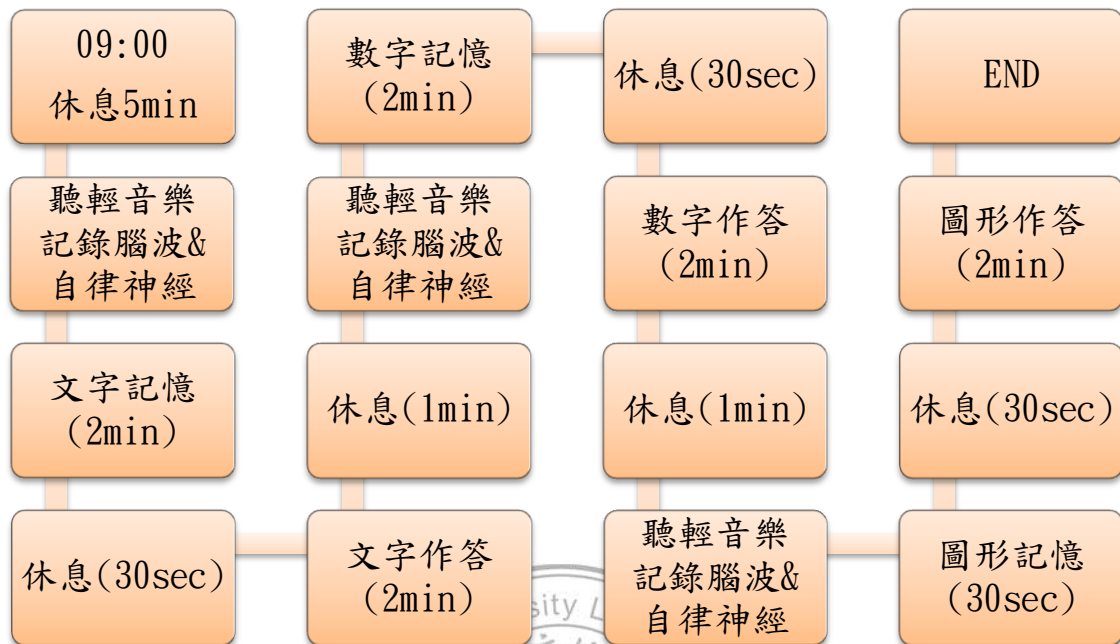 09:00
休息5min
聽輕音樂
記錄腦波&
自律神經
文字記憶
(2min)
休息(30sec)
文字作答
(2min)
休息(1min)
聽輕音樂
記錄腦波&
自律神經
數字記憶
(2min)
休息(30sec)
數字作答
(2min)
休息(1min)
聽輕音樂
記錄腦波&
自律神經
圖形記憶
(30sec)
休息(30sec)
圖形作答
(2min)
END